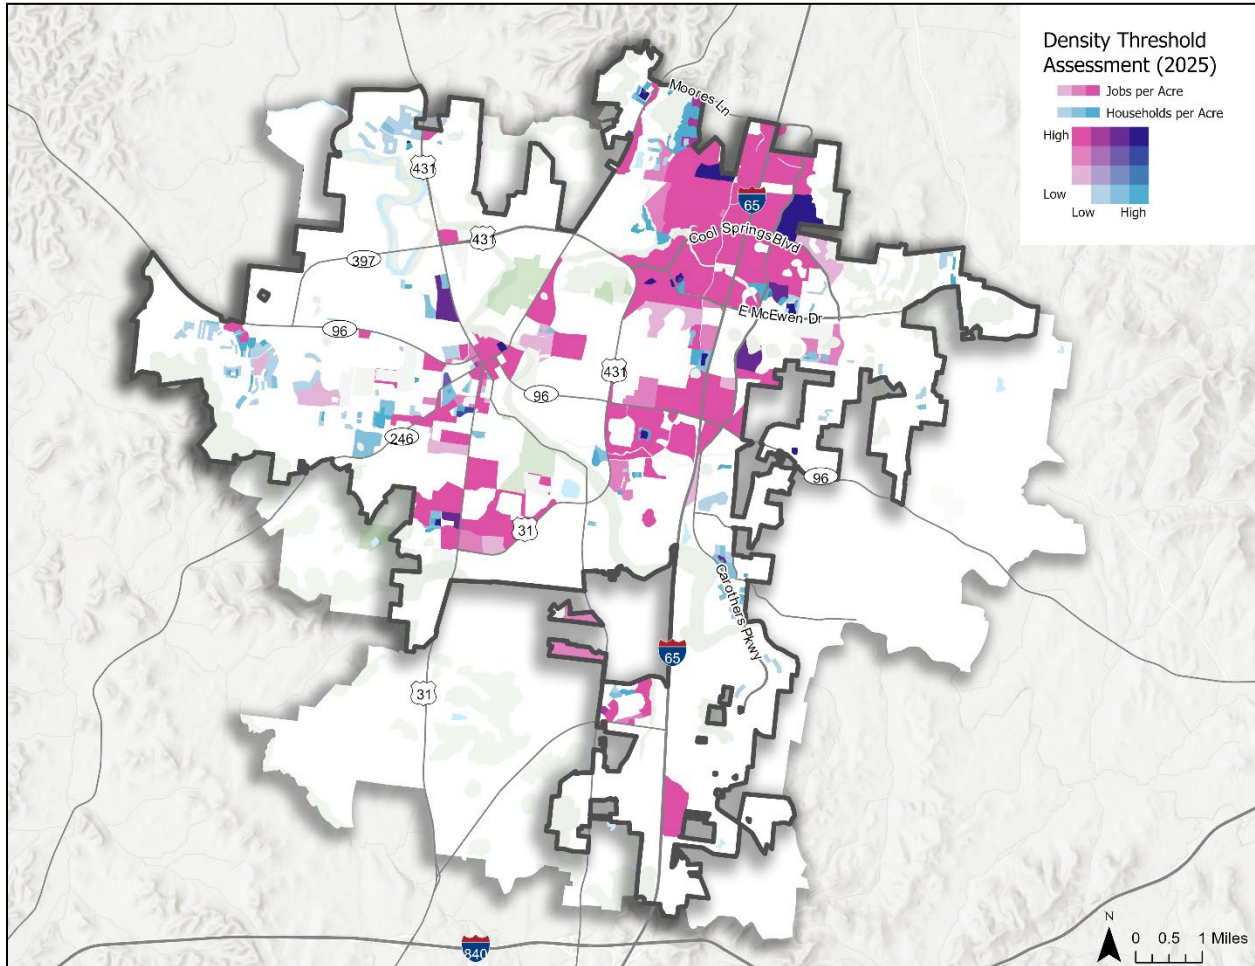 Density Threshold
Assessment (2025)
Jobs per Acre
Households per Acre
High
Low
Low High
Moores Ln
431
65
431
Cool Springs Blvd
397
E McEwen Dr
96
431
96
246
96
31
Carothers Pkwy
65
31
N
0 0.5 1 Miles
840